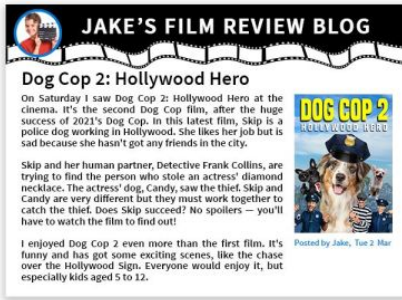 JAKE'S FILM REVIEW BLOG
Dog Cop 2: Hollywood Hero
On Saturday I saw Dog Cop 2: Hollywood Hero at the
cinema. It's the second Dog Cop film, after the huge
success of 2021's Dog Cop. In this latest film, Skip is a
police dog working in Hollywood. She likes her job but is
sad because she hasn't got any friends in the city.
Skip and her human partner, Detective Frank Collins, are
trying to find the person who stole an actress' diamond
necklace. The actress' dog, Candy, saw the thief. Skip and
Candy are very different but they must work together to
catch the thief. Does Skip succeed? No spoilers — you'll
have to watch the film to find out!
I enjoyed Dog Cop 2 even more than the first film. It's
funny and has got some exciting scenes, like the chase
over the Hollywood Sign. Everyone would enjoy it, but
especially kids aged 5 to 12.
DOG COP 2
HOLLYWOOD HERO
Posted by Jake, Tue 2 Mar